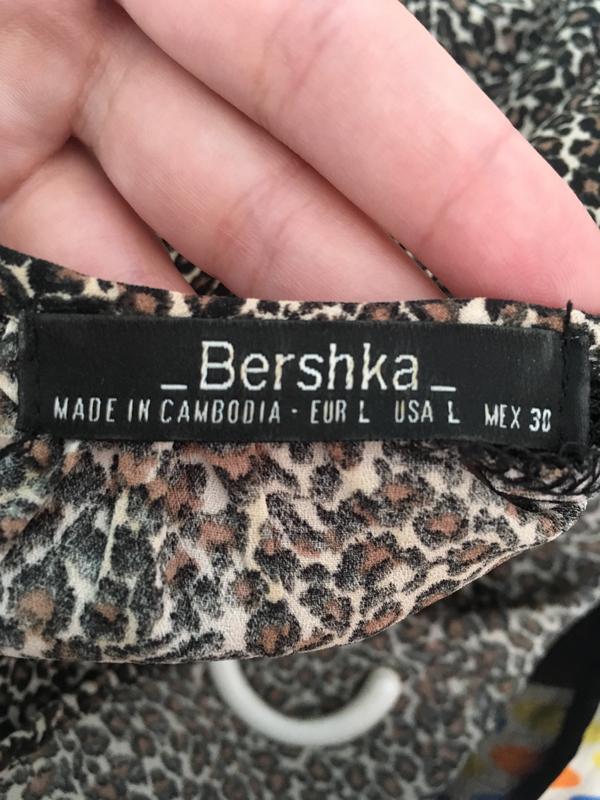 _Bershka_
MADE IN CAMBODIA - EUR L USA L MEX 30